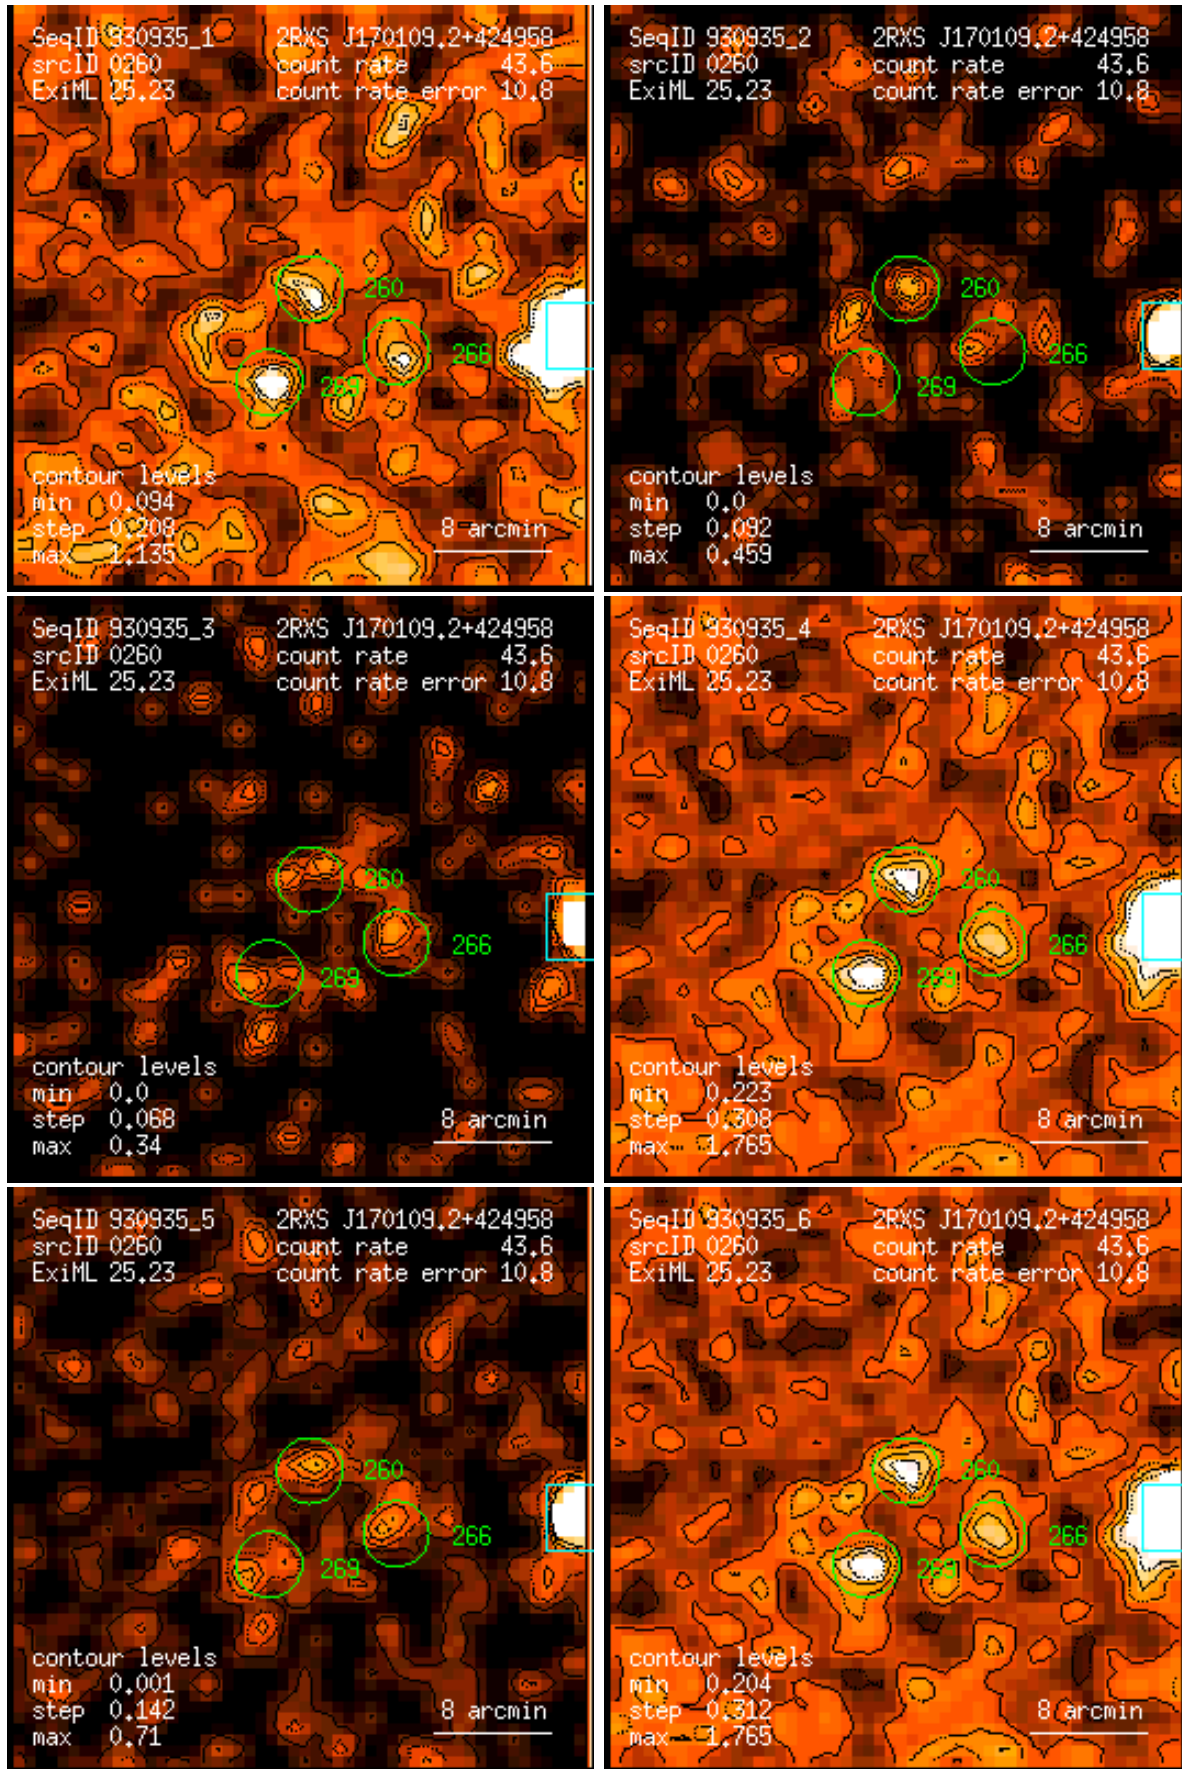 SeqID 930935_1 2RXS J170109.2+424958
srcID 0260 count rate 43.6
ExiML 25.23 count rate error 10.8
260
266
269
contour levels
min 0.094
step 0.208 8 arcmin
max 1.135
SeqID 930935_2 2RXS J170109.2+424958
srcID 0260 count rate 43.6
ExiML 25.23 count rate error 10.8
260
266
269
contour levels
min 0.0
step 0.092 8 arcmin
max 0.459
SeqID 930935_3 2RXS J170109.2+424958
srcID 0260 count rate 43.6
ExiML 25.23 count rate error 10.8
260
266
269
contour levels
min 0.0
step 0.068 8 arcmin
max 0.34
SeqID 930935_4 2RXS J170109.2+424958
srcID 0260 count rate 43.6
ExiML 25.23 count rate error 10.8
260
266
269
contour levels
min 0.223
step 0.308 8 arcmin
max 1.765
SeqID 930935_5 2RXS J170109.2+424958
srcID 0260 count rate 43.6
ExiML 25.23 count rate error 10.8
260
266
269
contour levels
min 0.001
step 0.142 8 arcmin
max 0.71
SeqID 930935_6 2RXS J170109.2+424958
srcID 0260 count rate 43.6
ExiML 25.23 count rate error 10.8
260
266
269
contour levels
min 0.204
step 0.312 8 arcmin
max 1.765